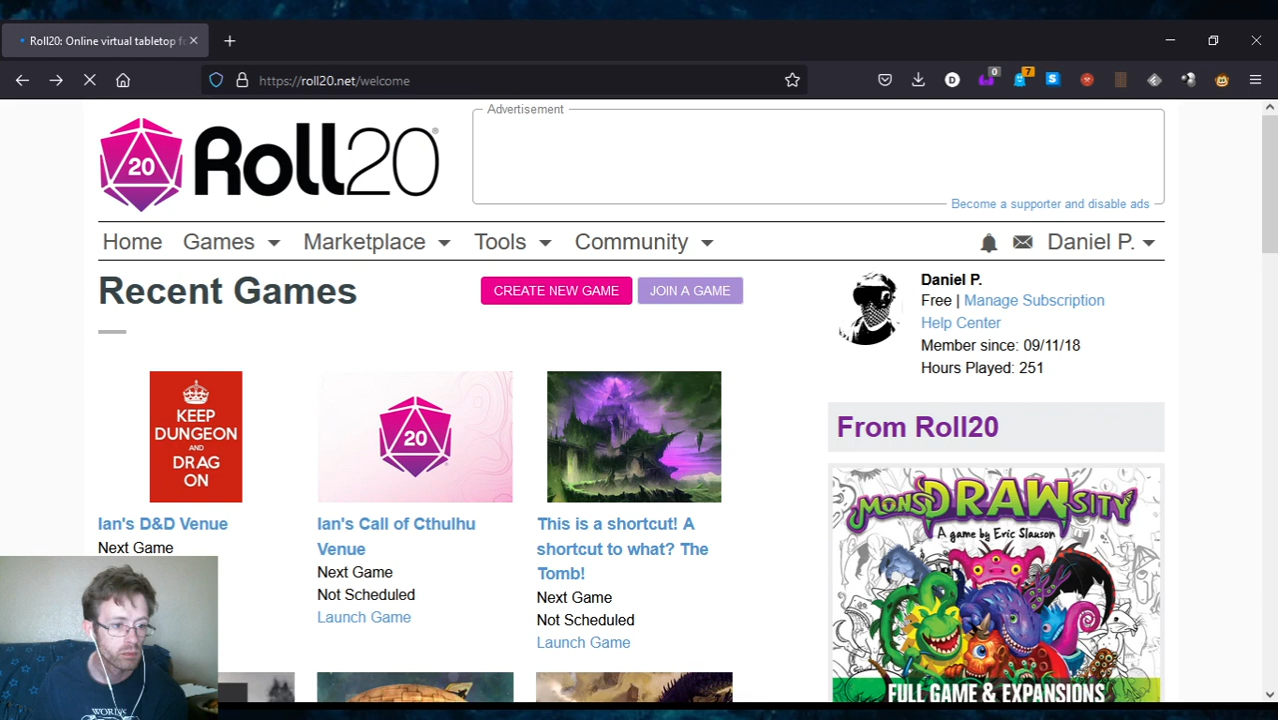 Roll20: Online virtual tabletop f
0
7
https://roll20.net/welcome
D
S
20
Roll20®
Advertisement
Become a supporter and disable ads
Home Games Marketplace Tools Community Daniel P.
Recent Games
CREATE NEW GAME
JOIN A GAME
Daniel P.
Free | Manage Subscription
Help Center
Member since: 09/11/18
Hours Played: 251
KEEP
DUNGEON
AND
DRAG
ON
20
Ian's D&D Venue
Next Game
Ian's Call of Cthulhu
Venue
Next Game
Not Scheduled
Launch Game
This is a shortcut! A
shortcut to what? The
Tomb!
Next Game
Not Scheduled
Launch Game
From Roll20
MONSDRAWSITY
A game by Eric Slauson
FULL GAME & EXPANSIONS